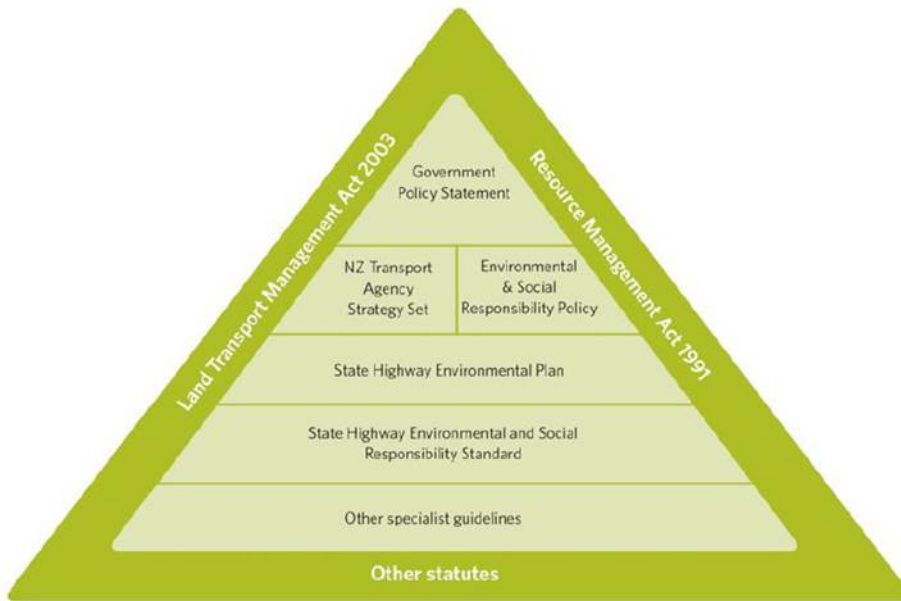 Land Transport Management Act 2003
Resource Management Act 1991
Government
Policy Statement
NZ Transport
Agency
Strategy Set
Environmental
& Social
Responsibility Policy
State Highway Environmental Plan
State Highway Environmental and Social
Responsibility Standard
Other specialist guidelines
Other statutes